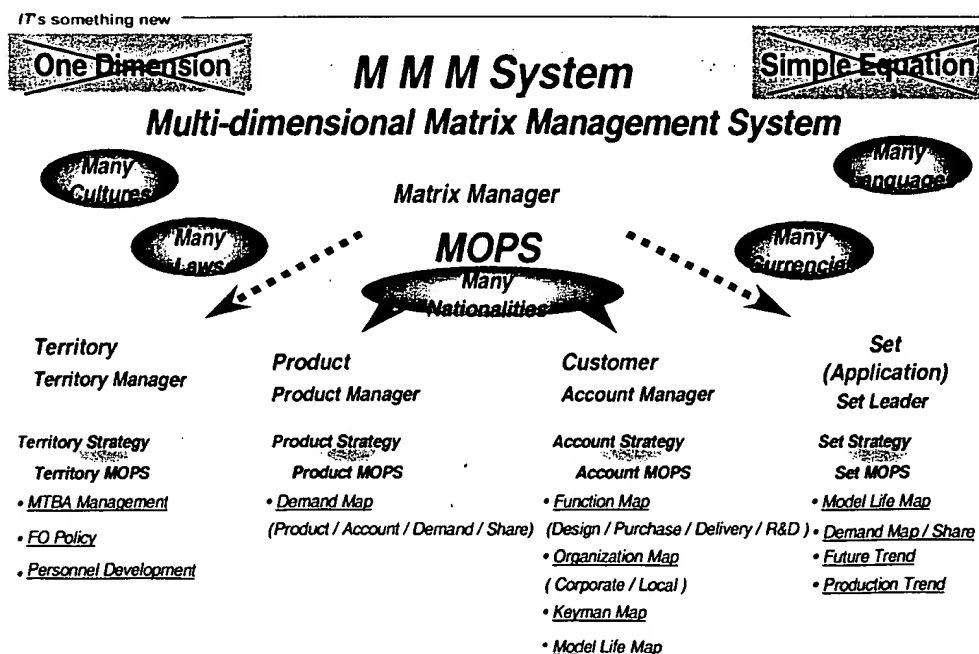 IT's something new
One Dimension
Simple Equation
M M M System
Multi-dimensional Matrix Management System
Many
Cultures
Many
Languages
Matrix Manager
Many
Laws
MOPS
Many
Currencies
Many
Nationalities
Territory
Territory Manager
Product
Product Manager
Customer
Account Manager
Set
(Application)
Set Leader
Territory Strategy
Territory MOPS
• MTBA Management
• FO Policy
• Personnel Development
Product Strategy
Product MOPS
• Demand Map
(Product / Account / Demand / Share)
Account Strategy
Account MOPS
• Function Map
(Design / Purchase / Delivery / R&D )
• Organization Map
( Corporate / Local )
• Keyman Map
• Model Life Map
Set Strategy
Set MOPS
• Model Life Map
• Demand Map / Share
• Future Trend
• Production Trend